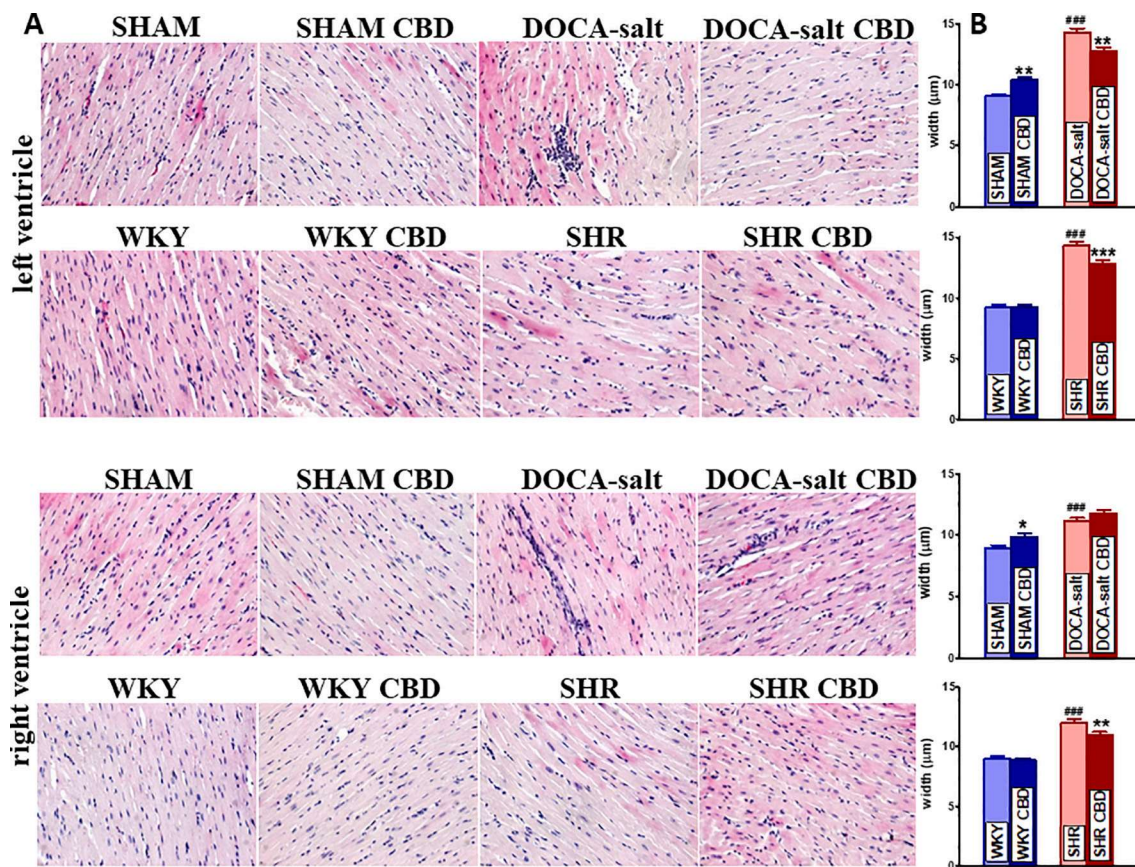 A
SHAM
SHAM CBD
DOCA-salt
DOCA-salt CBD
left ventricle
WKY
WKY CBD
SHR
SHR CBD
SHAM
SHAM CBD
DOCA-salt
DOCA-salt CBD
right ventricle
WKY
WKY CBD
SHR
SHR CBD
B
15
10
5
0
width (µm)
**
###
**
SHAM
SHAM CBD
DOCA-salt
DOCA-salt CBD
15
10
5
0
width (µm)
###
***
WKY
WKY CBD
SHR
SHR CBD
15
10
5
0
width (µm)
*
###
SHAM
SHAM CBD
DOCA-salt
DOCA-salt CBD
15
10
5
0
width (µm)
###
**
WKY
WKY CBD
SHR
SHR CBD